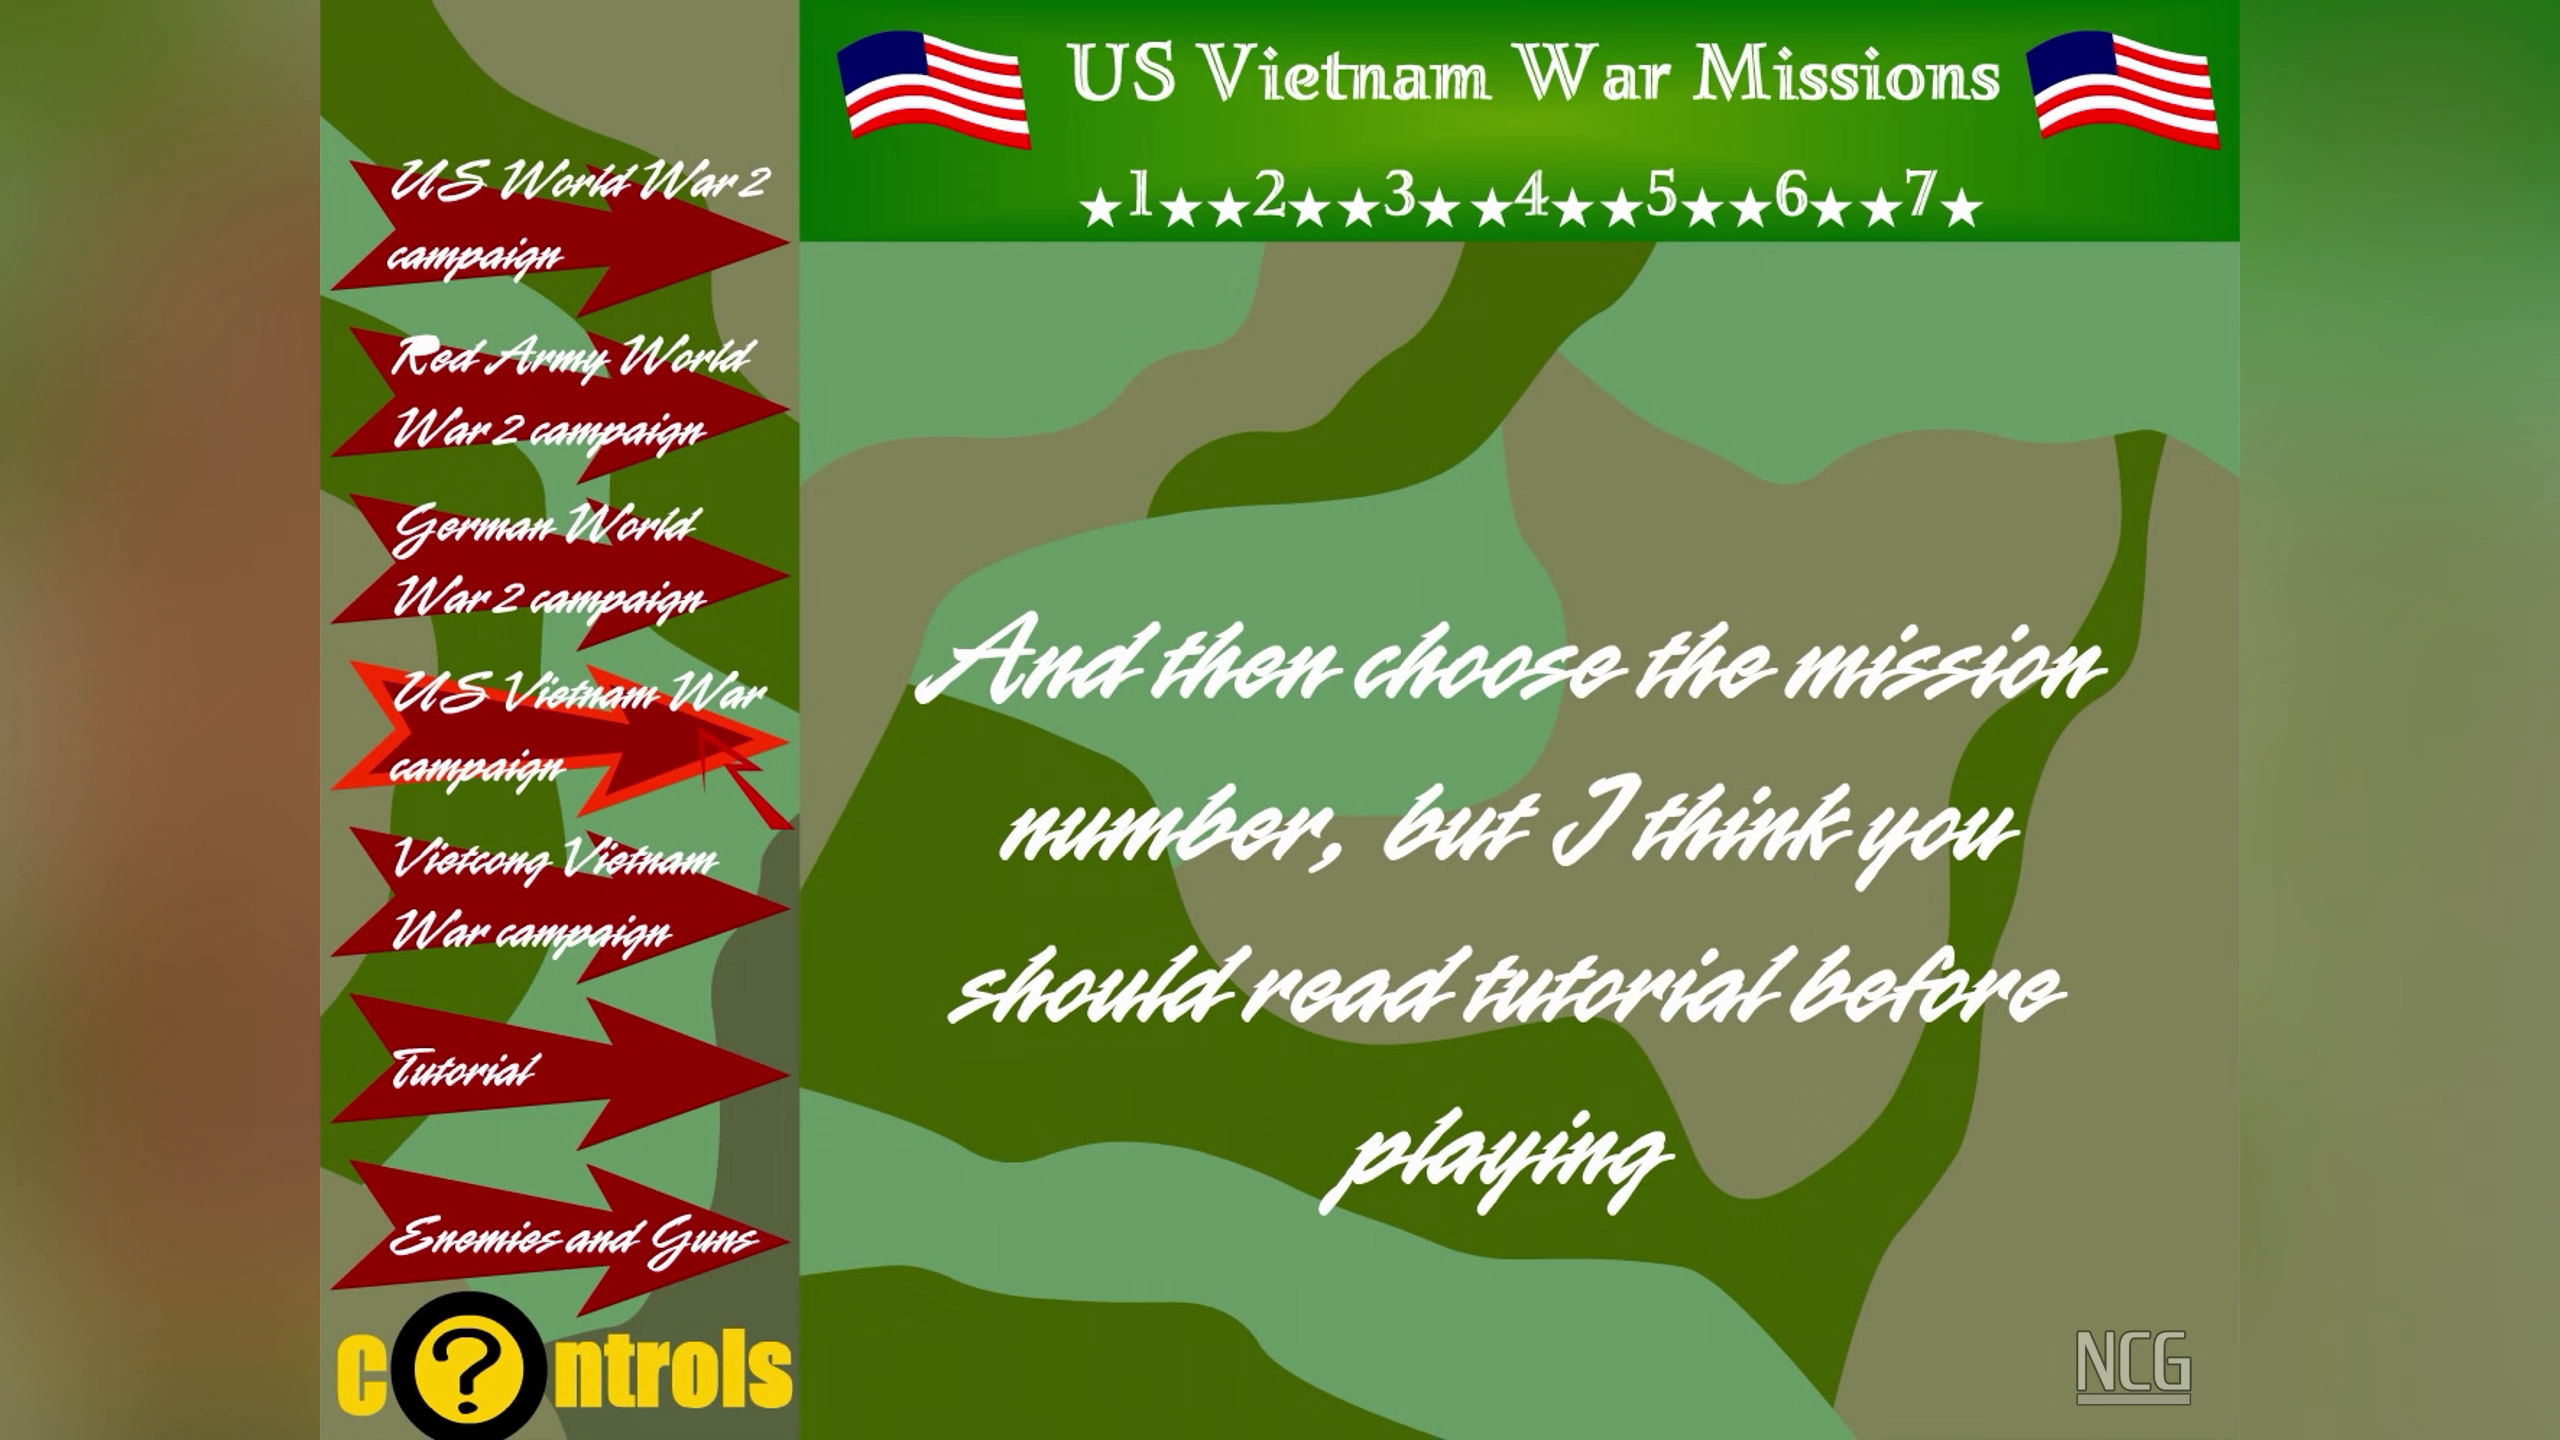 US World War 2
campaign
Red Army World
War 2 campaign
German World
War 2 campaign
US Vietnam War
campaign
Vietcong Vietnam
War campaign
Tutorial
Enemies and Guns
c?ntrols
US Vietnam War Missions
★1★★2★★3★★4★★5★★6★★7★
And then choose the mission
number, but I think you
should read tutorial before
playing
NCG